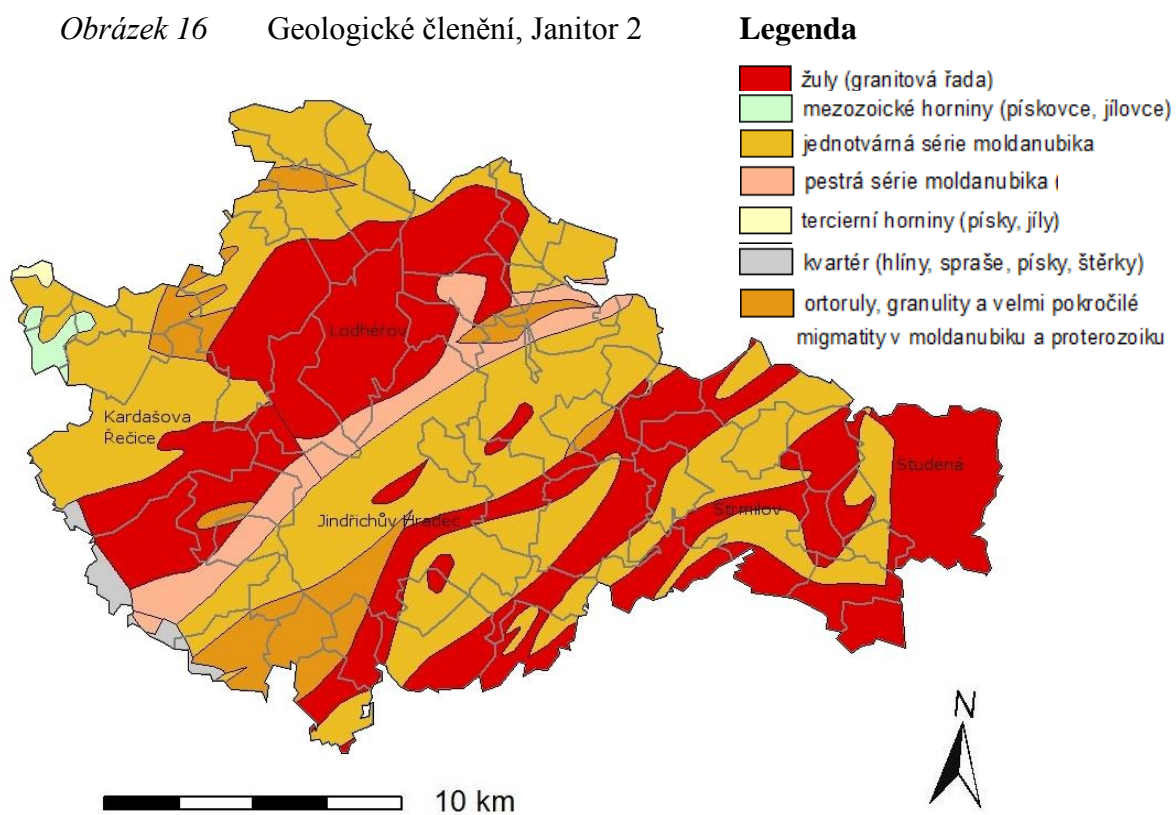 Obrázek 16 Geologické členění, Janitor 2
Legenda
žuly (granitová řada)
mezozoické horniny (pískovce, jílovce)
jednotvárná série moldanubika
pestrá série moldanubika (
tercierní horniny (písky, jíly)
kvartér (hlíny, spraše, písky, štěrky)
ortoruly, granulity a velmi pokročilé
migmatity v moldanubiku a proterozoiku
Lodhéřov
Kardašova
Řečice
Studená
Strmilov
Jindřichův Hradec
N
10 km